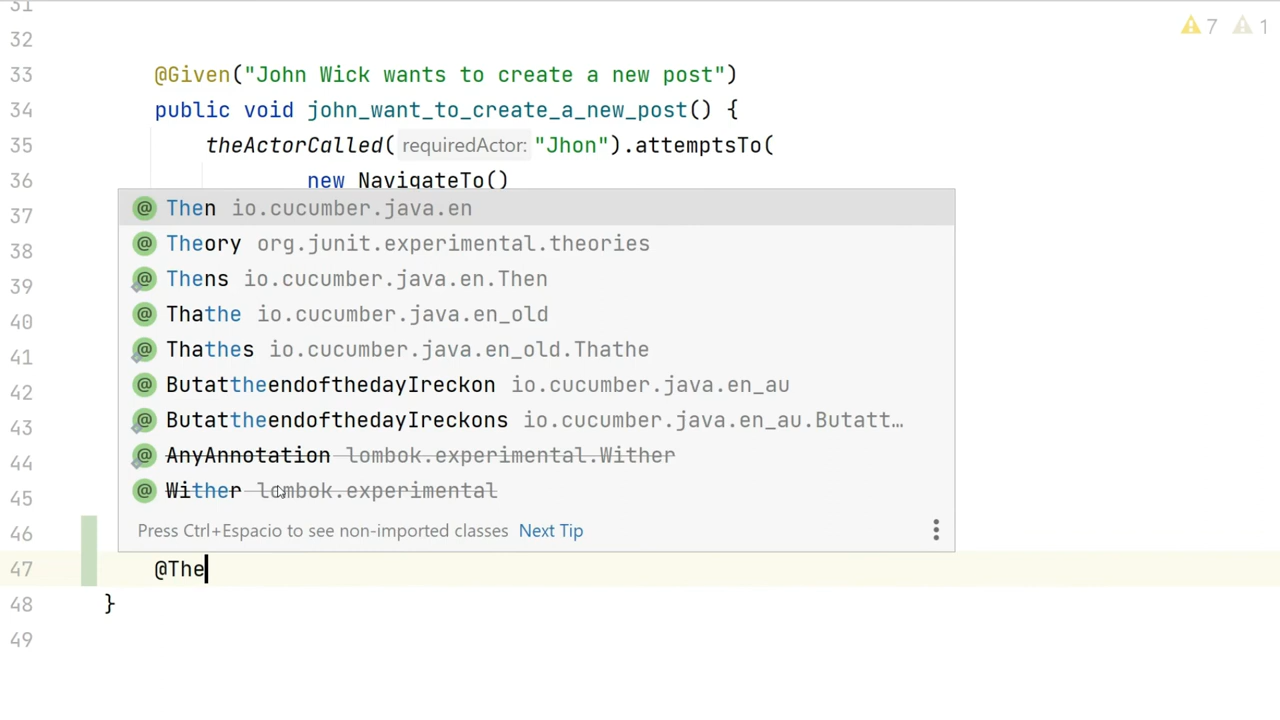 31
7 1
32
33 @Given("John Wick wants to create a new post")
34 public void john_want_to_create_a_new_post() {
35 theActorCalled( requiredActor: "Jhon").attemptsTo(
36 new NavigateTo()
37 Then io.cucumber.java.en
38 Theory org.junit.experimental.theories
39 Thens io.cucumber.java.en.Then
40 Thathe io.cucumber.java.en_old
41 Thathes io.cucumber.java.en_old.Thathe
42 ButattheendofthedayIreckon io.cucumber.java.en_au
43 ButattheendofthedayIreckons io.cucumber.java.en_au.Butatt…
44 AnyAnnotation lombok.experimental.Wither
45 Wither lombok.experimental
46 Press Ctrl+Espacio to see non-imported classes Next Tip
47 @The
48 }
49